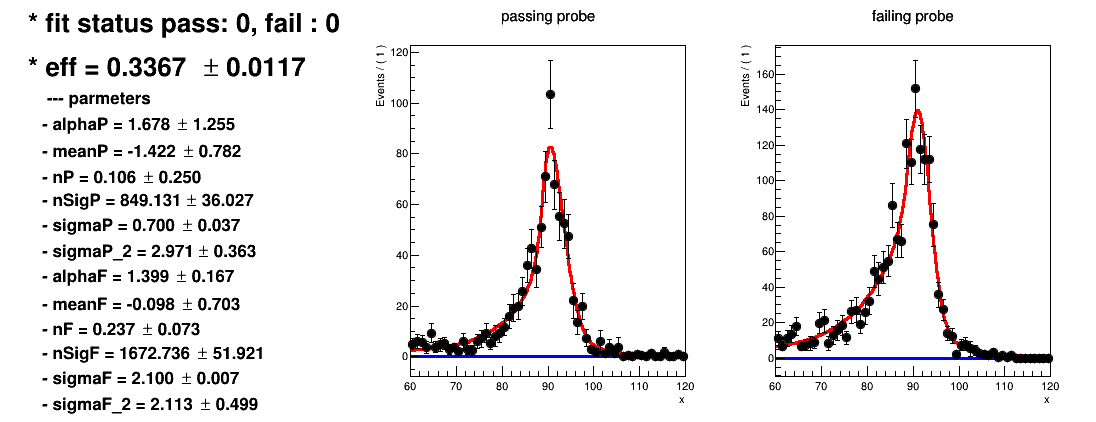 * fit status pass: 0, fail : 0
* eff = 0.3367 ± 0.0117
--- parmeters
- alphaP = 1.678 ± 1.255
- meanP = -1.422 ± 0.782
- nP = 0.106 ± 0.250
- nSigP = 849.131 ± 36.027
- sigmaP = 0.700 ± 0.037
- sigmaP_2 = 2.971 ± 0.363
- alphaF = 1.399 ± 0.167
- meanF = -0.098 ± 0.703
- nF = 0.237 ± 0.073
- nSigF = 1672.736 ± 51.921
- sigmaF = 2.100 ± 0.007
- sigmaF_2 = 2.113 ± 0.499
passing probe
Events / ( 1 )
120
100
80
60
40
20
0
60 70 80 90 100 110 120
x
failing probe
Events / ( 1 )
160
140
120
100
80
60
40
20
0
60 70 80 90 100 110 120
x